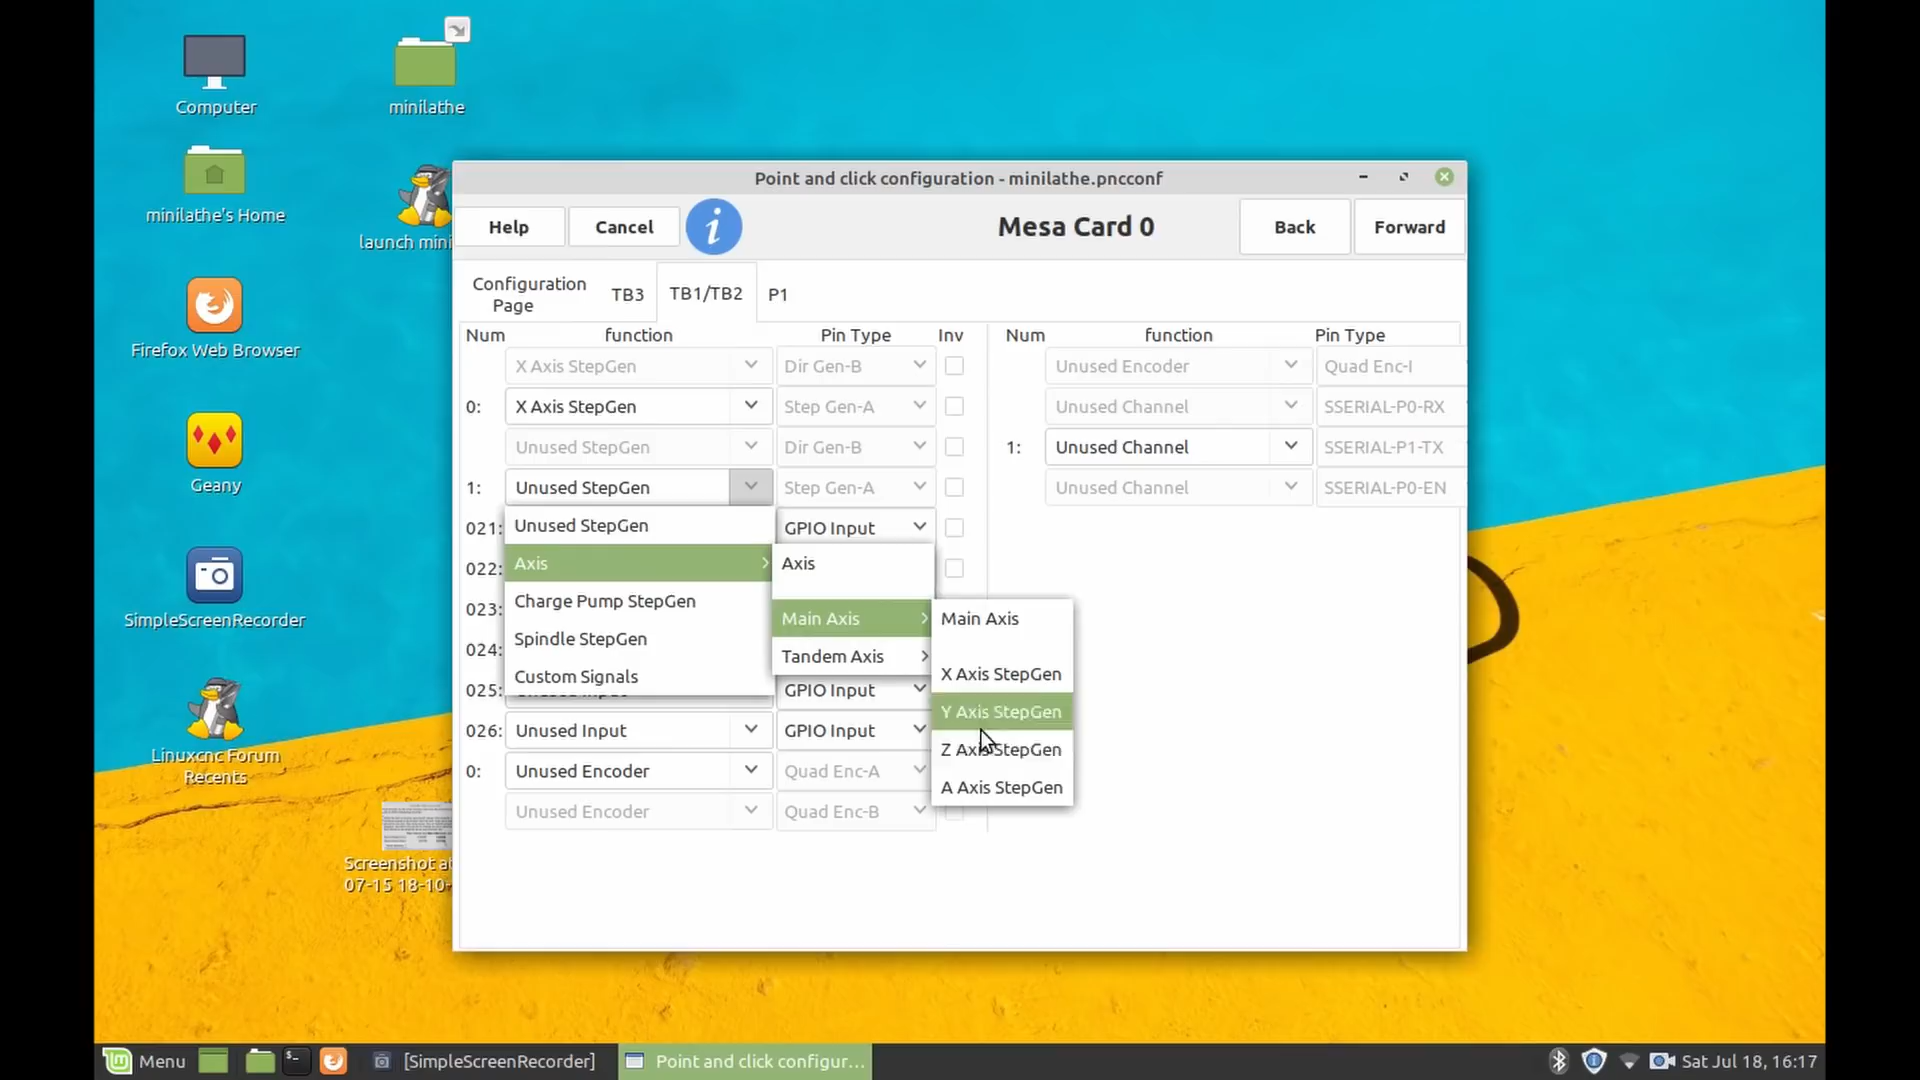 Computer
minilathe
minilathe's Home
launch mini
Firefox Web Browser
Geany
SimpleScreenRecorder
Linuxcnc Forum
Recents
Screenshot at
07-15 18-10-
Point and click configuration - minilathe.pncconf
Help
Cancel
i
Mesa Card 0
Back
Forward
Configuration
Page
TB3
TB1/TB2
P1
Num function Pin Type Inv
X Axis StepGen Dir Gen-B
0: X Axis StepGen Step Gen-A
Unused StepGen Dir Gen-B
1: Unused StepGen Step Gen-A
021: GPIO Input
022:
023:
024:
025: GPIO Input
026: Unused Input GPIO Input
0: Unused Encoder Quad Enc-A
Unused Encoder Quad Enc-B
Unused StepGen
Axis
Charge Pump StepGen
Spindle StepGen
Custom Signals
Axis
Main Axis
Tandem Axis
Main Axis
X Axis StepGen
Y Axis StepGen
Z Axis StepGen
A Axis StepGen
Num function Pin Type
Unused Encoder Quad Enc-I
Unused Channel SSERIAL-P0-RX
1: Unused Channel SSERIAL-P1-TX
Unused Channel SSERIAL-P0-EN
Menu
[SimpleScreenRecorder]
Point and click configur...
Sat Jul 18, 16:17